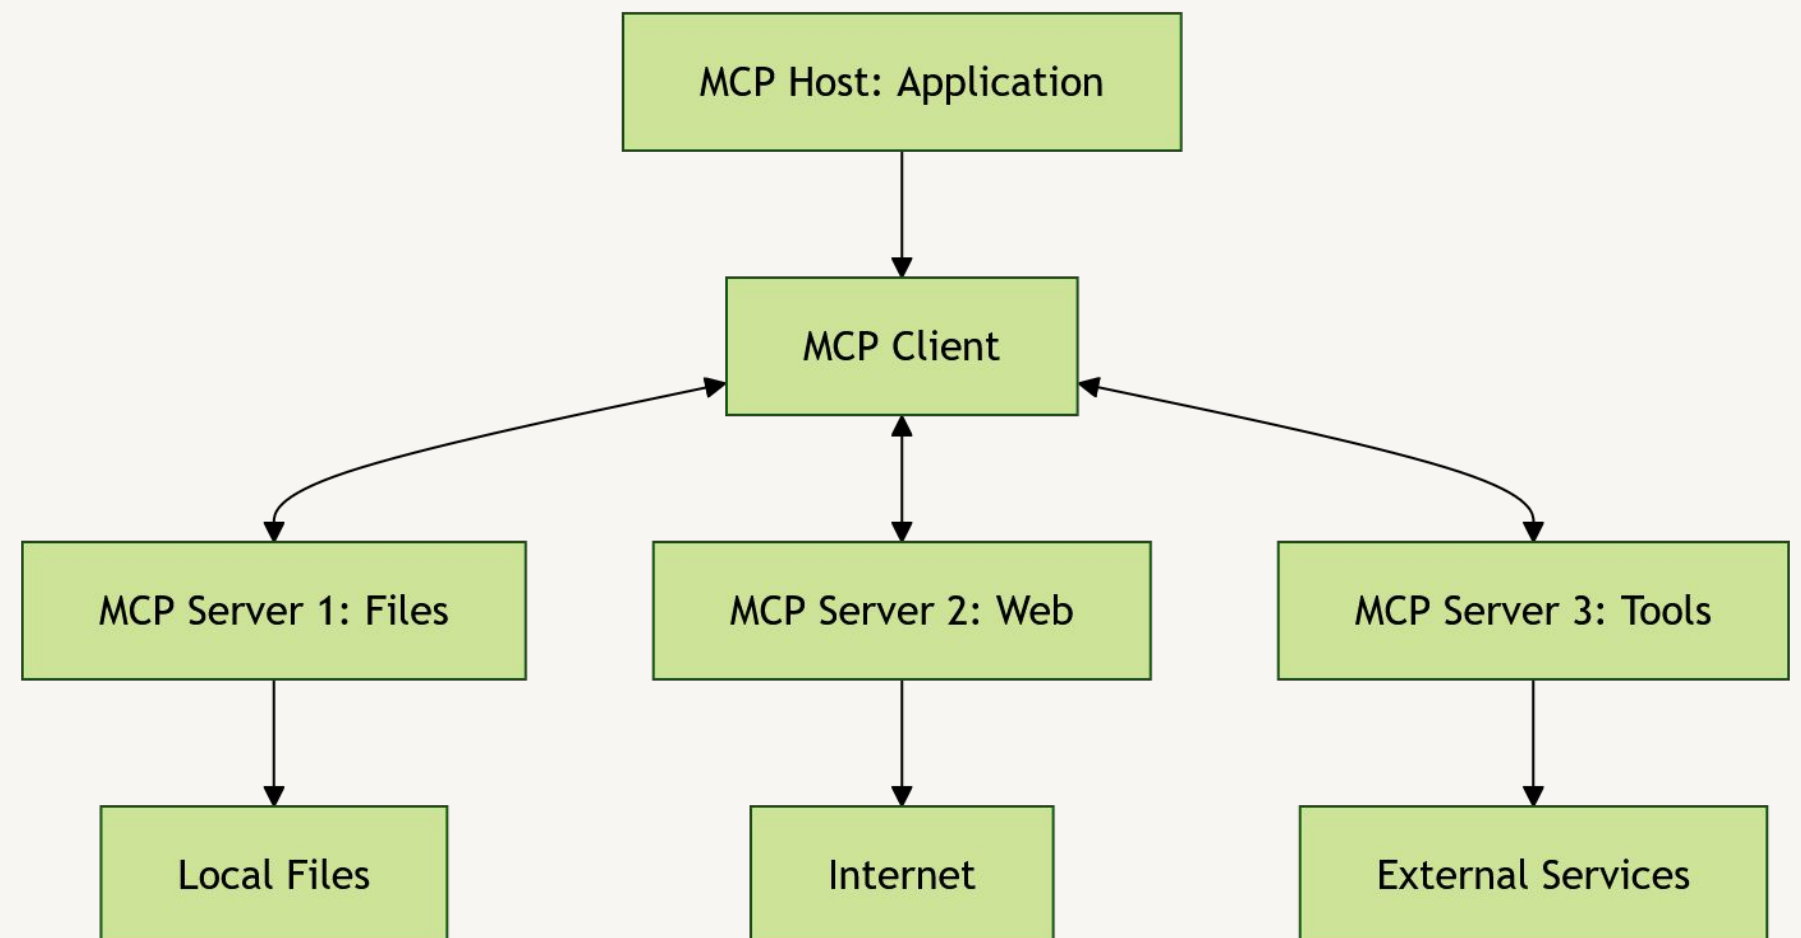 MCP Host: Application
MCP Client
MCP Server 1: Files
MCP Server 2: Web
MCP Server 3: Tools
Local Files
Internet
External Services